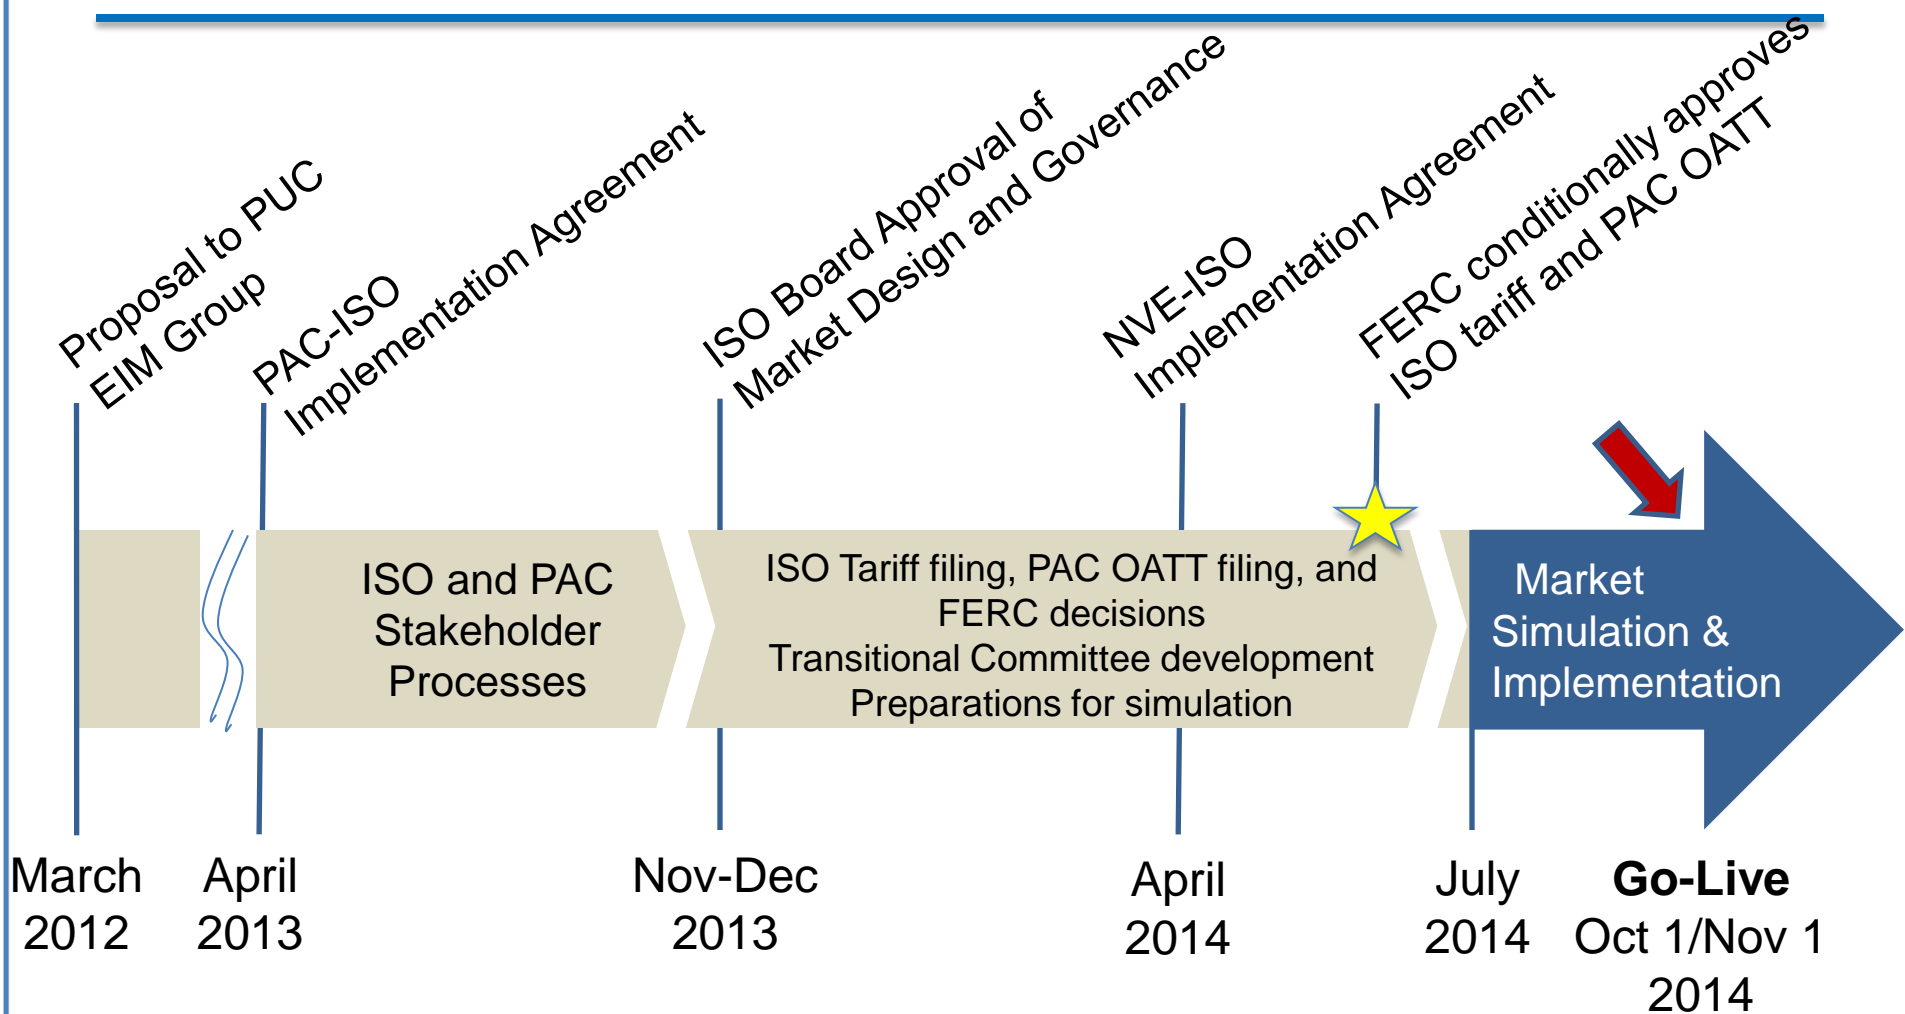 Proposal to PUC
EIM Group
PAC-ISO
Implementation Agreement
ISO Board Approval of
Market Design and Governance
NVE-ISO
Implementation Agreement
FERC conditionally approves
ISO tariff and PAC OATT
ISO and PAC
Stakeholder
Processes
ISO Tariff filing, PAC OATT filing, and
FERC decisions
Transitional Committee development
Preparations for simulation
Market
Simulation &
Implementation
March
2012
April
2013
Nov-Dec
2013
April
2014
July
2014
Go-Live
Oct 1/Nov 1
2014